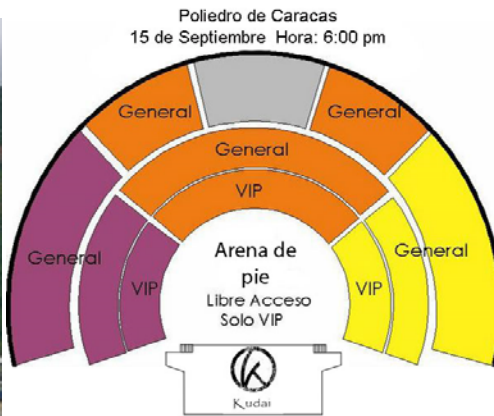 Poliedro de Caracas
15 de Septiembre Hora: 6:00 pm
General
General
General
VIP
General
VIP
General
VIP
Arena de
pie
Libre Acceso
Solo VIP
Kudai